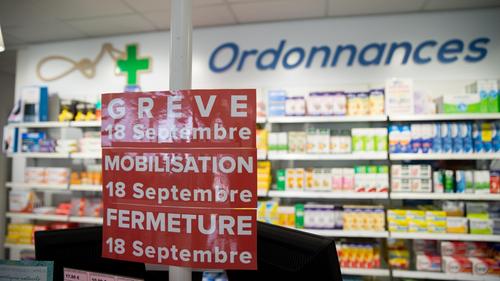 Ordonnances
GRÈVE
18 Septembre
MOBILISATION
18 Septembre
FERMETURE
18 Septembre